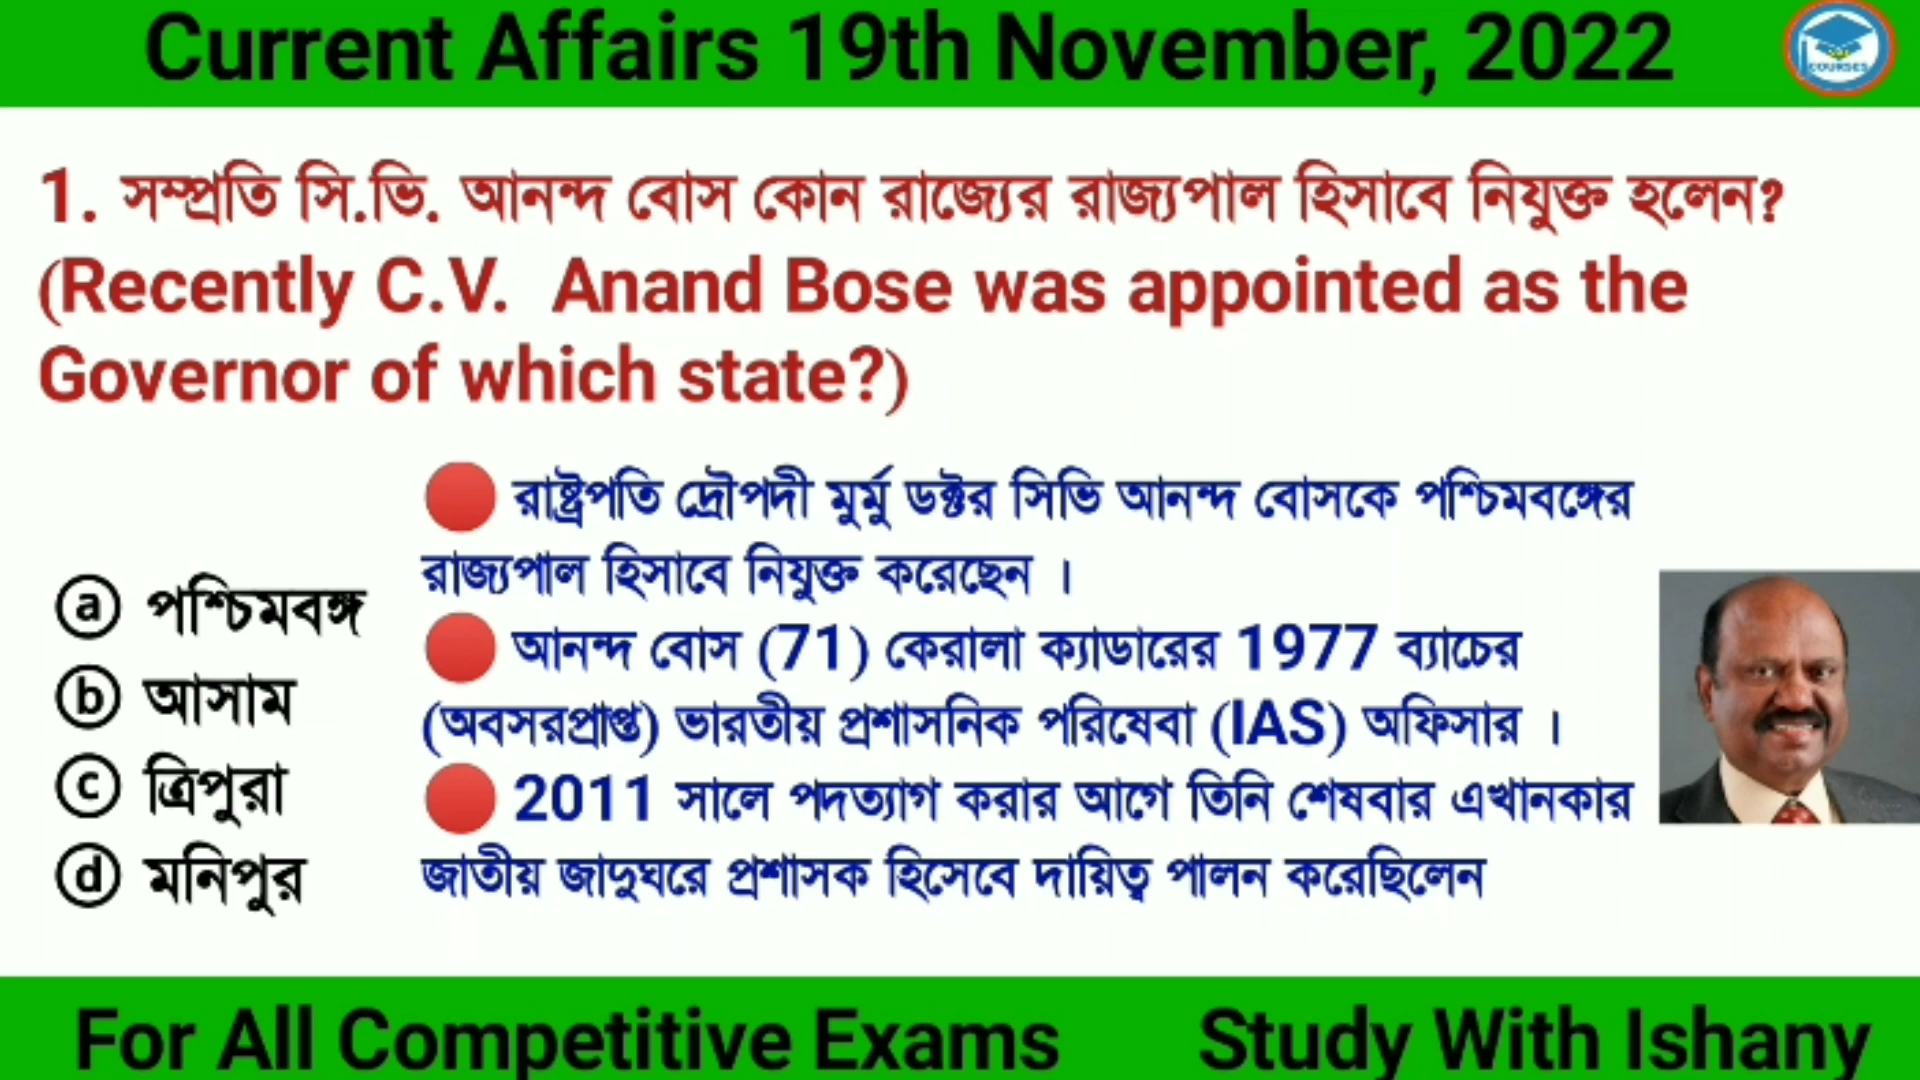 Current Affairs 19th November, 2022
COURSES
1. সম্প্রতি সি.ভি. আনন্দ বোস কোন রাজ্যের রাজ্যপাল হিসাবে নিযুক্ত হলেন?
(Recently C.V. Anand Bose was appointed as the
Governor of which state?)
ⓐ পশ্চিমবঙ্গ
ⓑ আসাম
ⓒ ত্রিপুরা
ⓓ মনিপুর
🔴 রাষ্ট্রপতি দ্রৌপদী মুর্মু ডক্টর সিভি আনন্দ বোসকে পশ্চিমবঙ্গের
রাজ্যপাল হিসাবে নিযুক্ত করেছেন ।
🔴 আনন্দ বোস (71) কেরালা ক্যাডারের 1977 ব্যাচের
(অবসরপ্রাপ্ত) ভারতীয় প্রশাসনিক পরিষেবা (IAS) অফিসার ।
🔴 2011 সালে পদত্যাগ করার আগে তিনি শেষবার এখানকার
জাতীয় জাদুঘরে প্রশাসক হিসেবে দায়িত্ব পালন করেছিলেন
For All Competitive Exams Study With Ishany